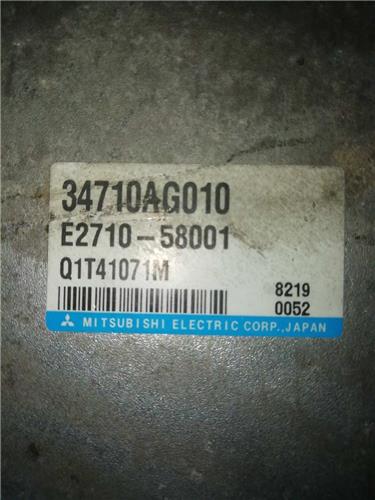 34710AG010
E2710-58001
Q1T41071M
8219
0052
MITSUBISHI ELECTRIC CORP., JAPAN